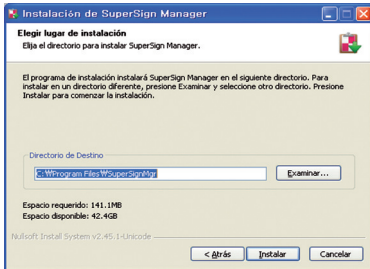 Instalación de SuperSign Manager
Elegir lugar de instalación
Elija el directorio para instalar SuperSign Manager.
El programa de instalación instalará SuperSign Manager en el siguiente directorio. Para
instalar en un directorio diferente, presione Examinar y seleccione otro directorio. Presione
Instalar para comenzar la instalación.
Directorio de Destino
C:₩Program Files₩SuperSignMgr
Examinar...
Espacio requerido: 141.1MB
Espacio disponible: 42.4GB
Nullsoft Install System v2.45.1-Unicode
< Atrás
Instalar
Cancelar